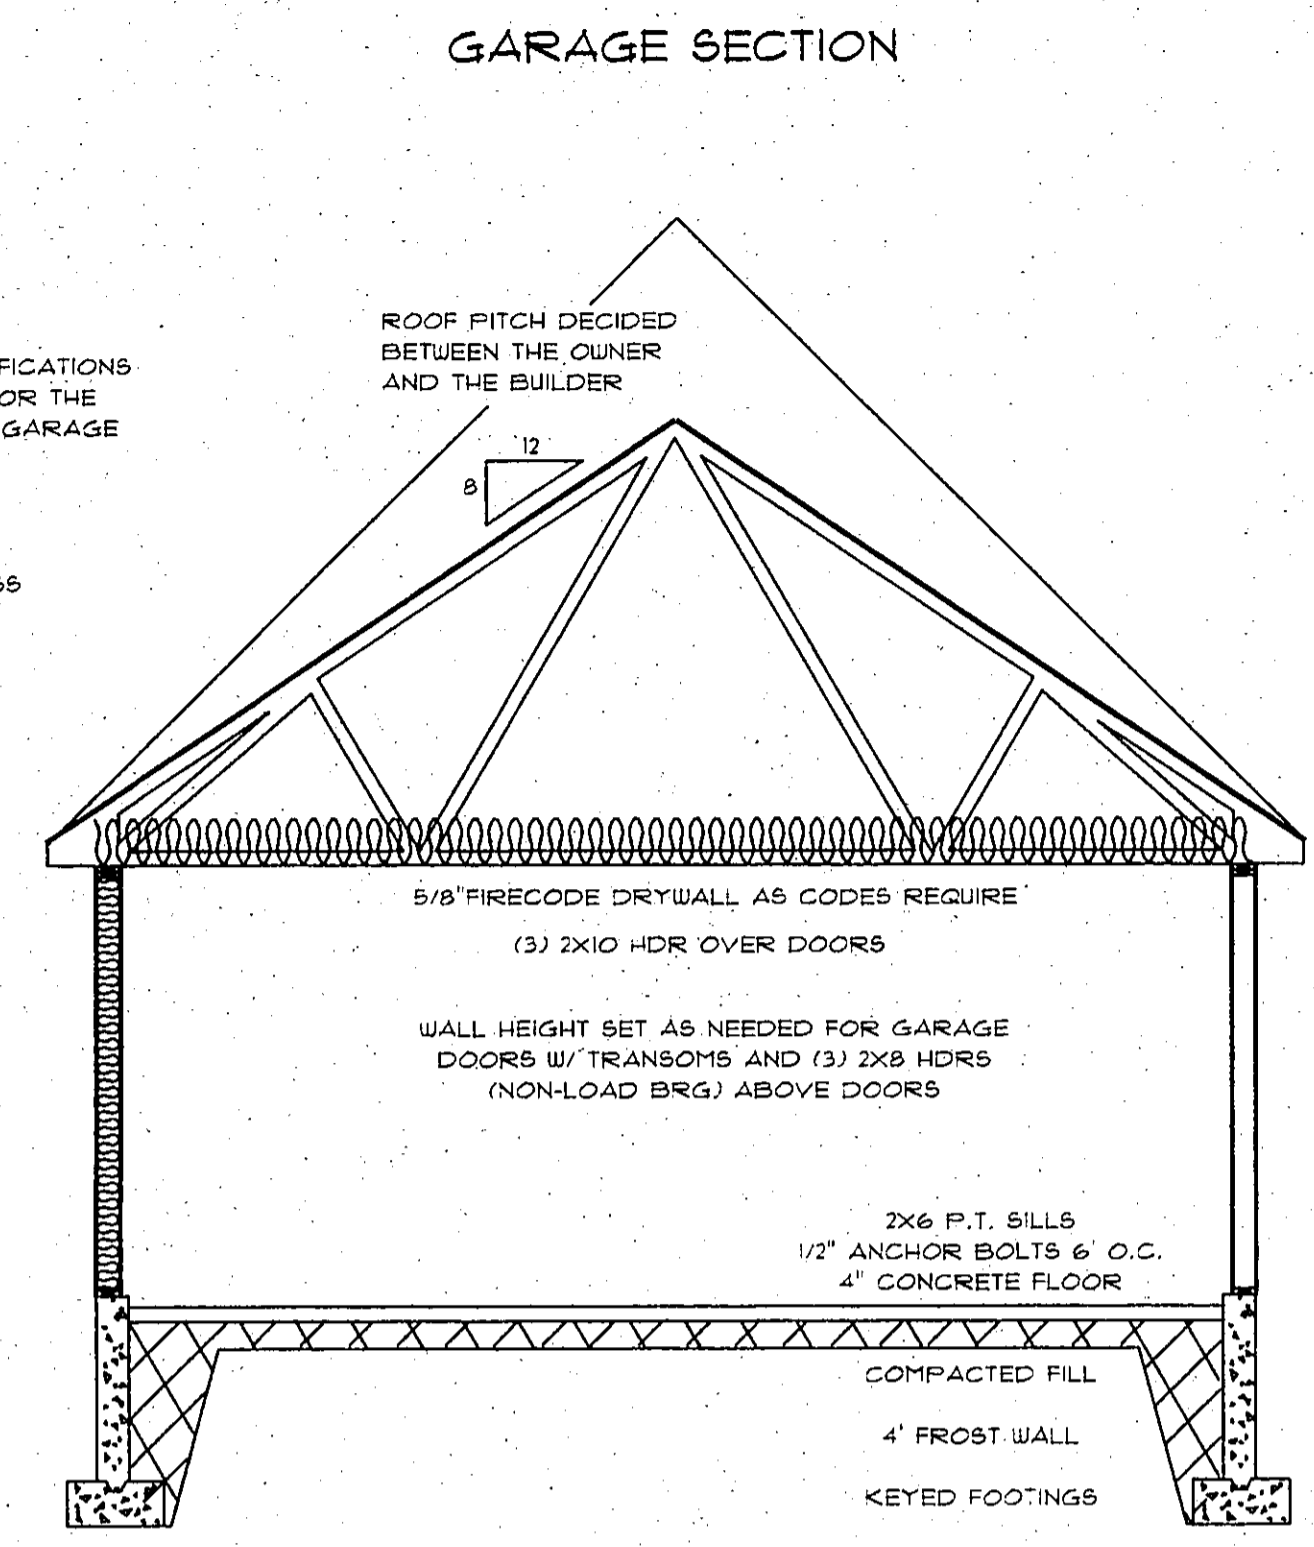 GARAGE SECTION
ROOF PITCH DECIDED
BETWEEN THE OWNER
AND THE BUILDER
FICATIONS
OR THE
GARAGE
12
8
SS
5/8" FIRECODE DRYWALL AS CODES REQUIRE
(3) 2X10 HDR OVER DOORS
WALL HEIGHT SET AS NEEDED FOR GARAGE
DOORS W/ TRANSOMS AND (3) 2X8 HDRS
(NON-LOAD BRG) ABOVE DOORS
2X6 P.T. SILLS
1/2" ANCHOR BOLTS 6' O.C.
4" CONCRETE FLOOR
COMPACTED FILL
4' FROST WALL
KEYED FOOTINGS